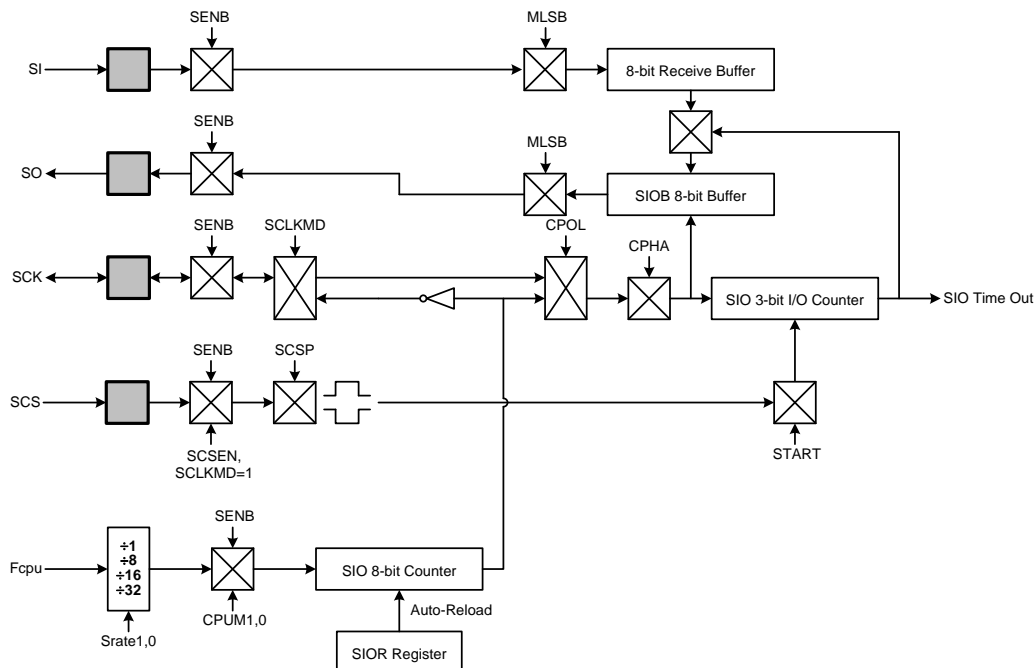 SENB
MLSB
SI
8-bit Receive Buffer
SENB
MLSB
SO
SIOB 8-bit Buffer
SENB
SCLKMD
CPOL
CPHA
SCK
SIO 3-bit I/O Counter
SIO Time Out
SENB
SCSP
SCS
SCSEN,
SCLKMD=1
START
SENB
÷1
÷8
÷16
÷32
Fcpu
SIO 8-bit Counter
CPUM1,0
Auto-Reload
Srate1,0
SIOR Register